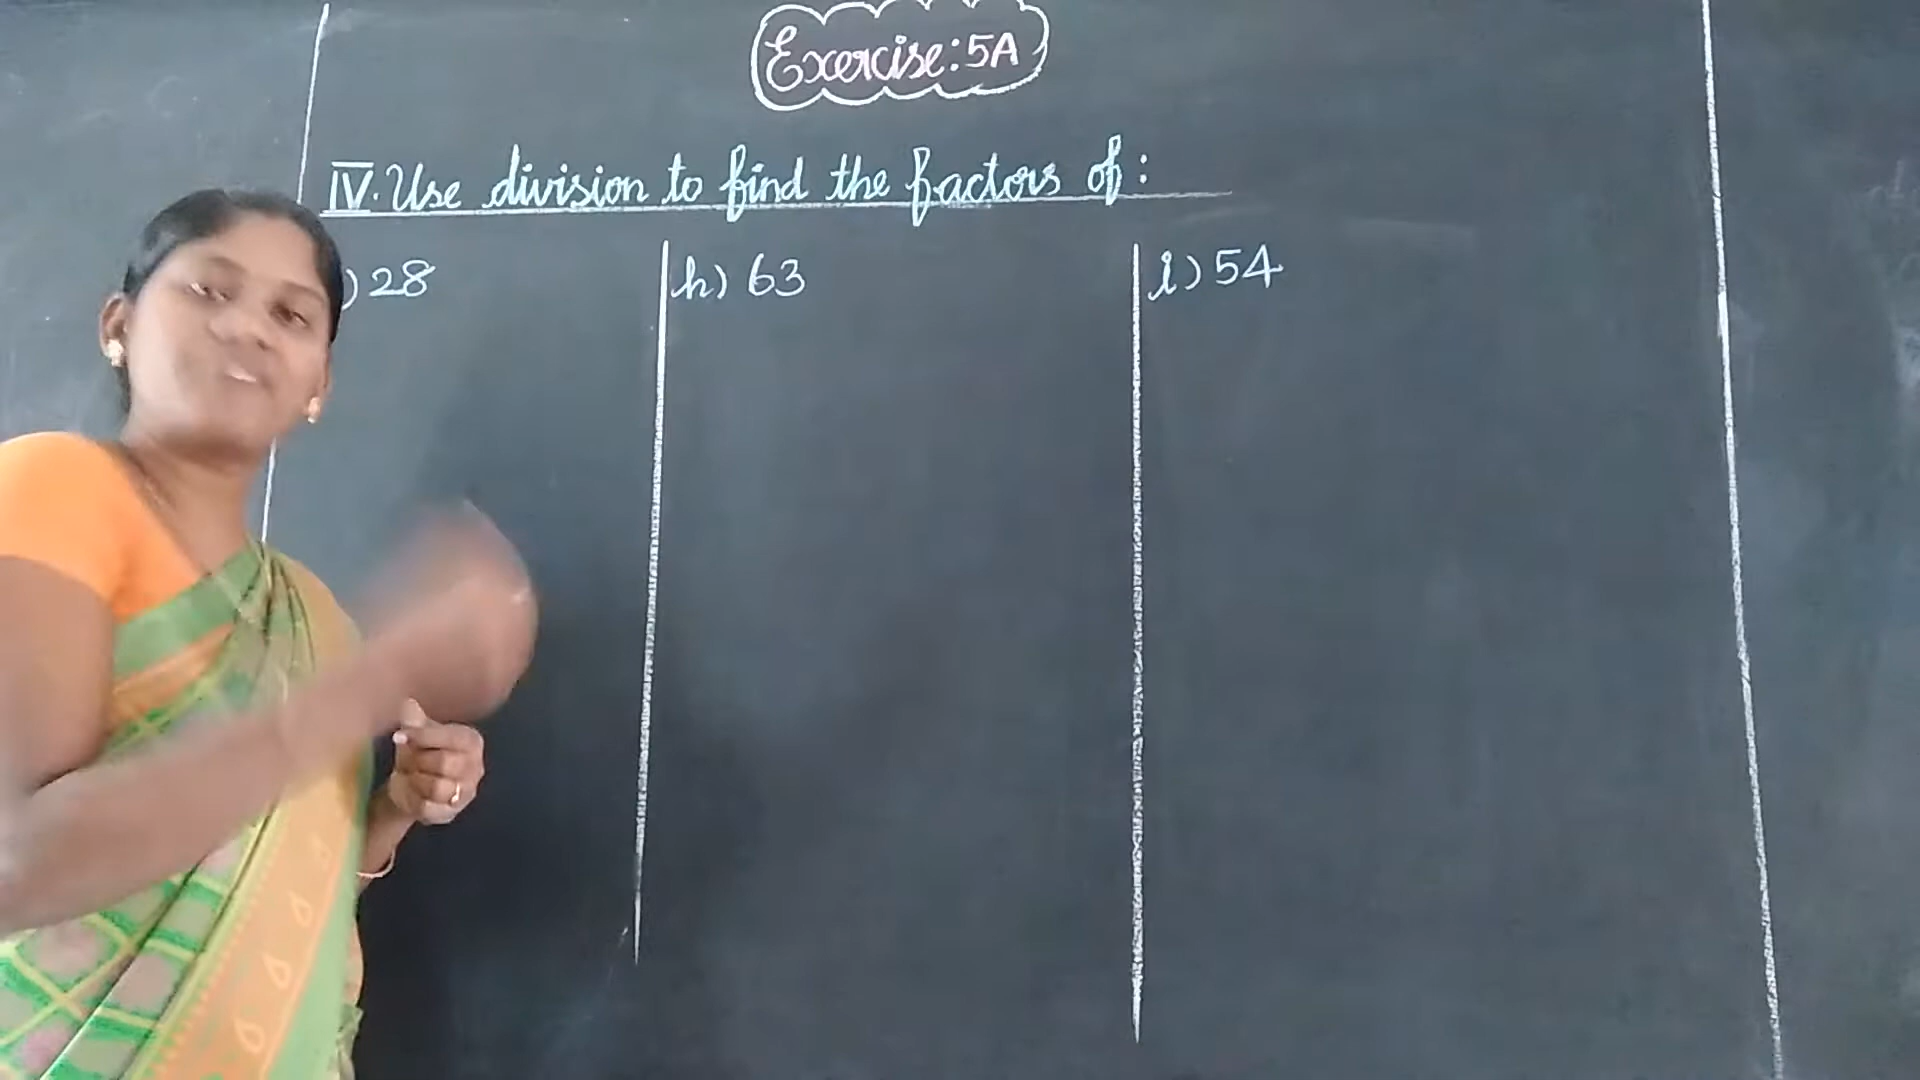 Exercise: 5A
IV. Use division to find the factors of:
) 28
h) 63
i) 54